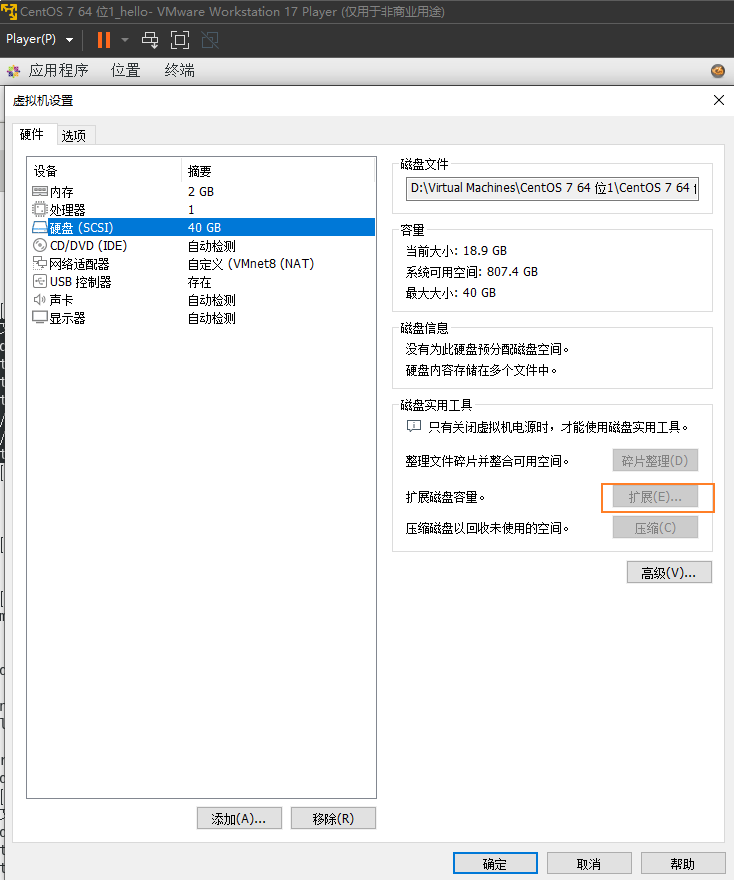 CentOS 7 64 位1_hello- VMware Workstation 17 Player (仅用于非商业用途)
Player(P)
应用程序 位置 终端
虚拟机设置
硬件 选项
设备 摘要
内存 2 GB
处理器 1
硬盘 (SCSI) 40 GB
CD/DVD (IDE) 自动检测
网络适配器 自定义 (VMnet8 (NAT)
USB 控制器 存在
声卡 自动检测
显示器 自动检测
添加(A)... 移除(R)
磁盘文件
D:\Virtual Machines\CentOS 7 64 位1\CentOS 7 64
容量
当前大小: 18.9 GB
系统可用空间: 807.4 GB
最大大小: 40 GB
磁盘信息
没有为此硬盘预分配磁盘空间。
硬盘内容存储在多个文件中。
磁盘实用工具
只有关闭虚拟机电源时，才能使用磁盘实用工具。
整理文件碎片并整合可用空间。 碎片整理(D)
扩展磁盘容量。 扩展(E)...
压缩磁盘以回收未使用的空间。 压缩(C)
高级(V)...
确定 取消 帮助